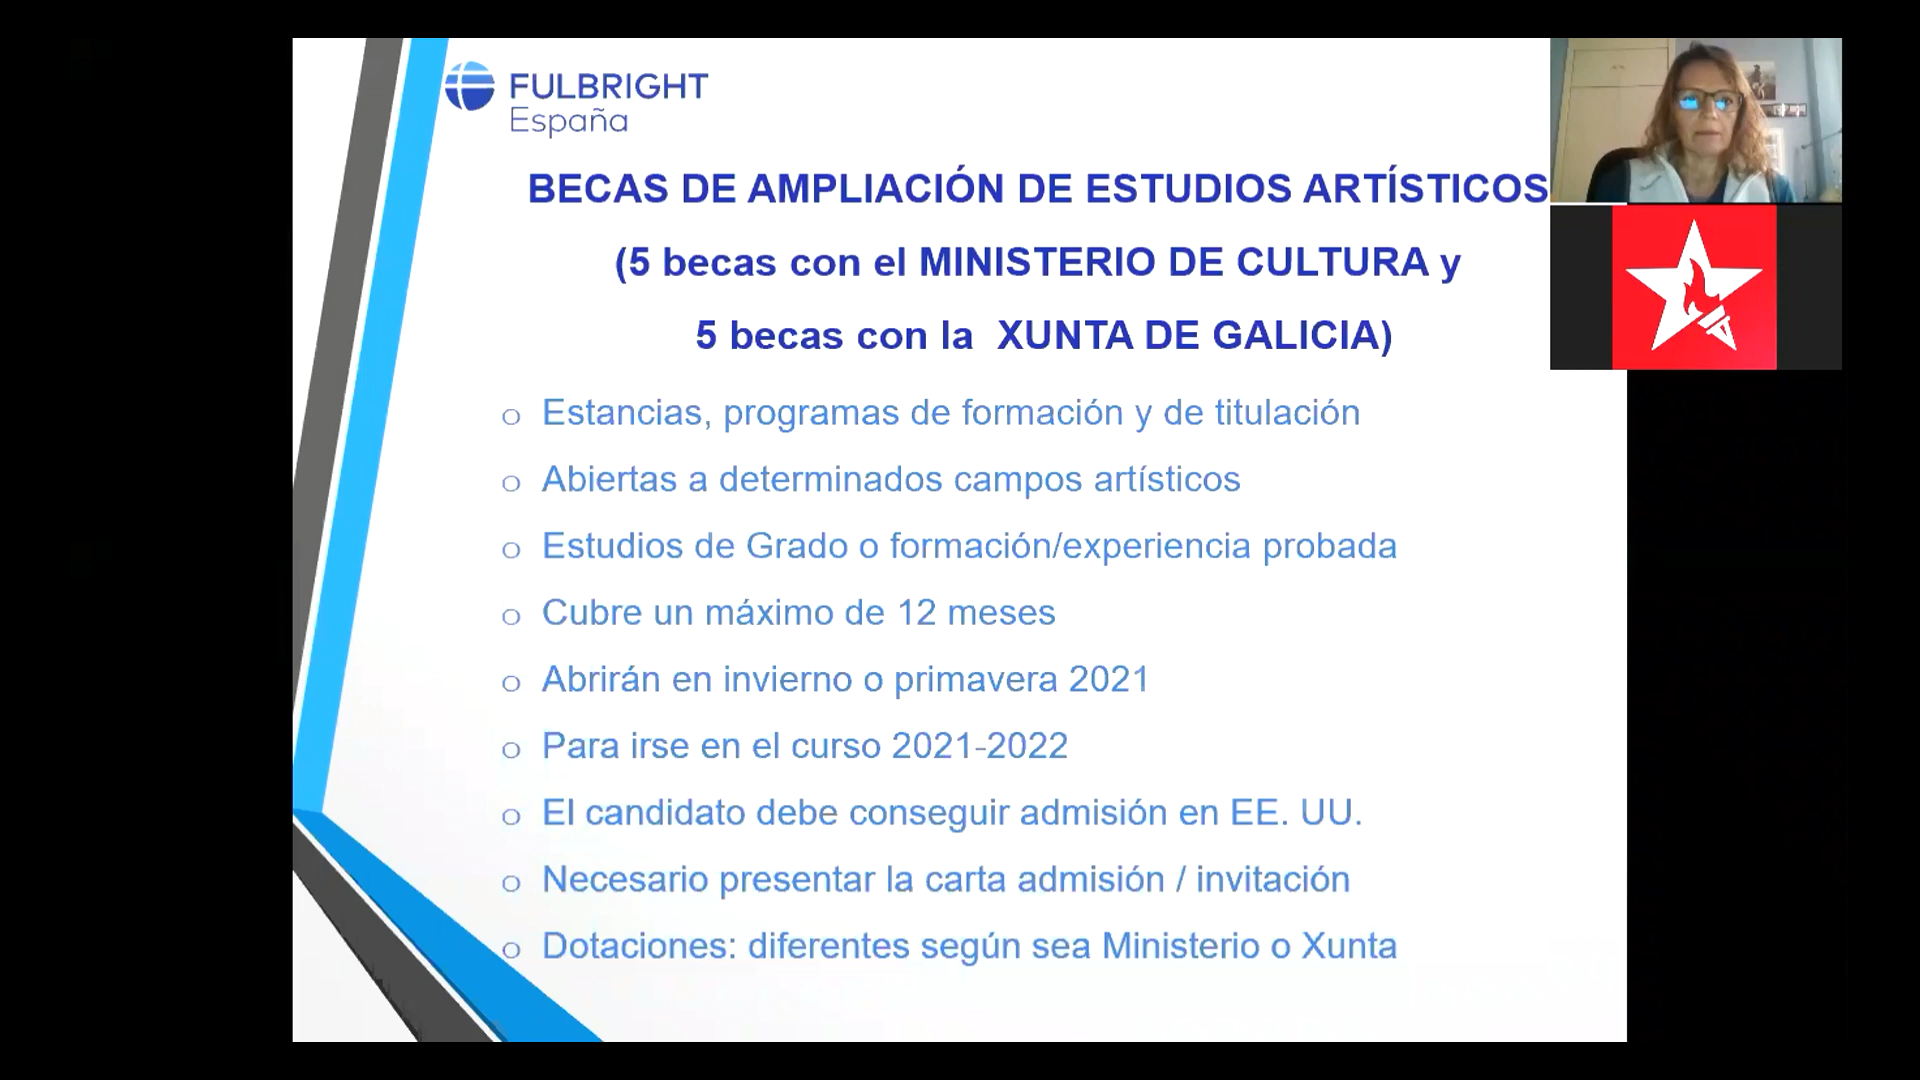 FULBRIGHT
España
BECAS DE AMPLIACIÓN DE ESTUDIOS ARTÍSTICOS
(5 becas con el MINISTERIO DE CULTURA y
5 becas con la XUNTA DE GALICIA)
o Estancias, programas de formación y de titulación
o Abiertas a determinados campos artísticos
o Estudios de Grado o formación/experiencia probada
o Cubre un máximo de 12 meses
o Abrirán en invierno o primavera 2021
o Para irse en el curso 2021-2022
o El candidato debe conseguir admisión en EE. UU.
o Necesario presentar la carta admisión / invitación
o Dotaciones: diferentes según sea Ministerio o Xunta